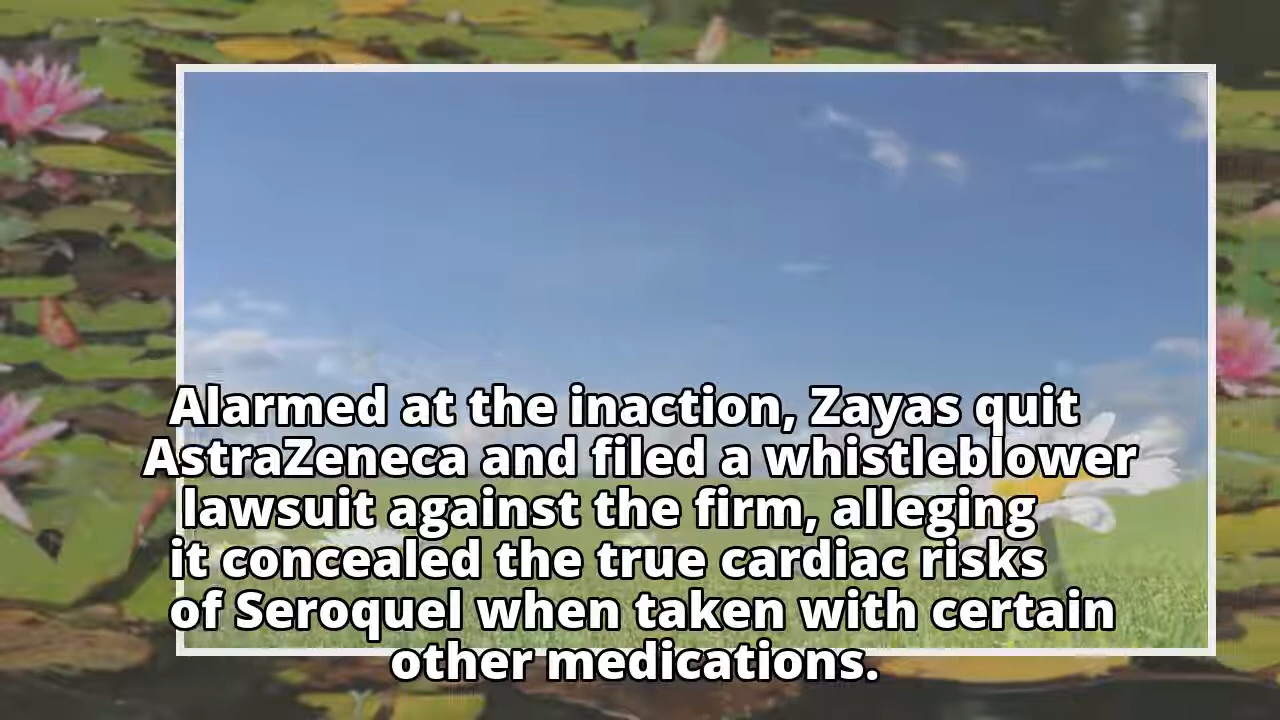 Alarmed at the inaction, Zayas quit
AstraZeneca and filed a whistleblower
lawsuit against the firm, alleging
it concealed the true cardiac risks
of Seroquel when taken with certain
other medications.